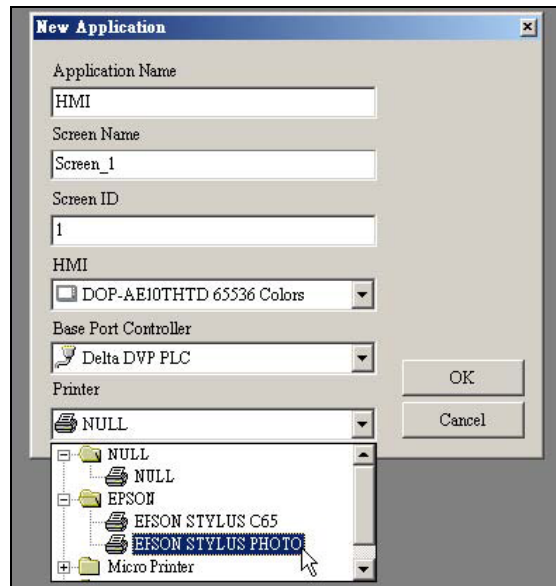 New Application
Application Name
HMI
Screen Name
Screen_1
Screen ID
1
HMI
DOP-AE10THTD 65536 Colors
Base Port Controller
Delta DVP PLC
Printer
NULL
OK
Cancel
NULL
NULL
EPSON
EPSON STYLUS C65
EPSON STYLUS PHOTO
Micro Printer